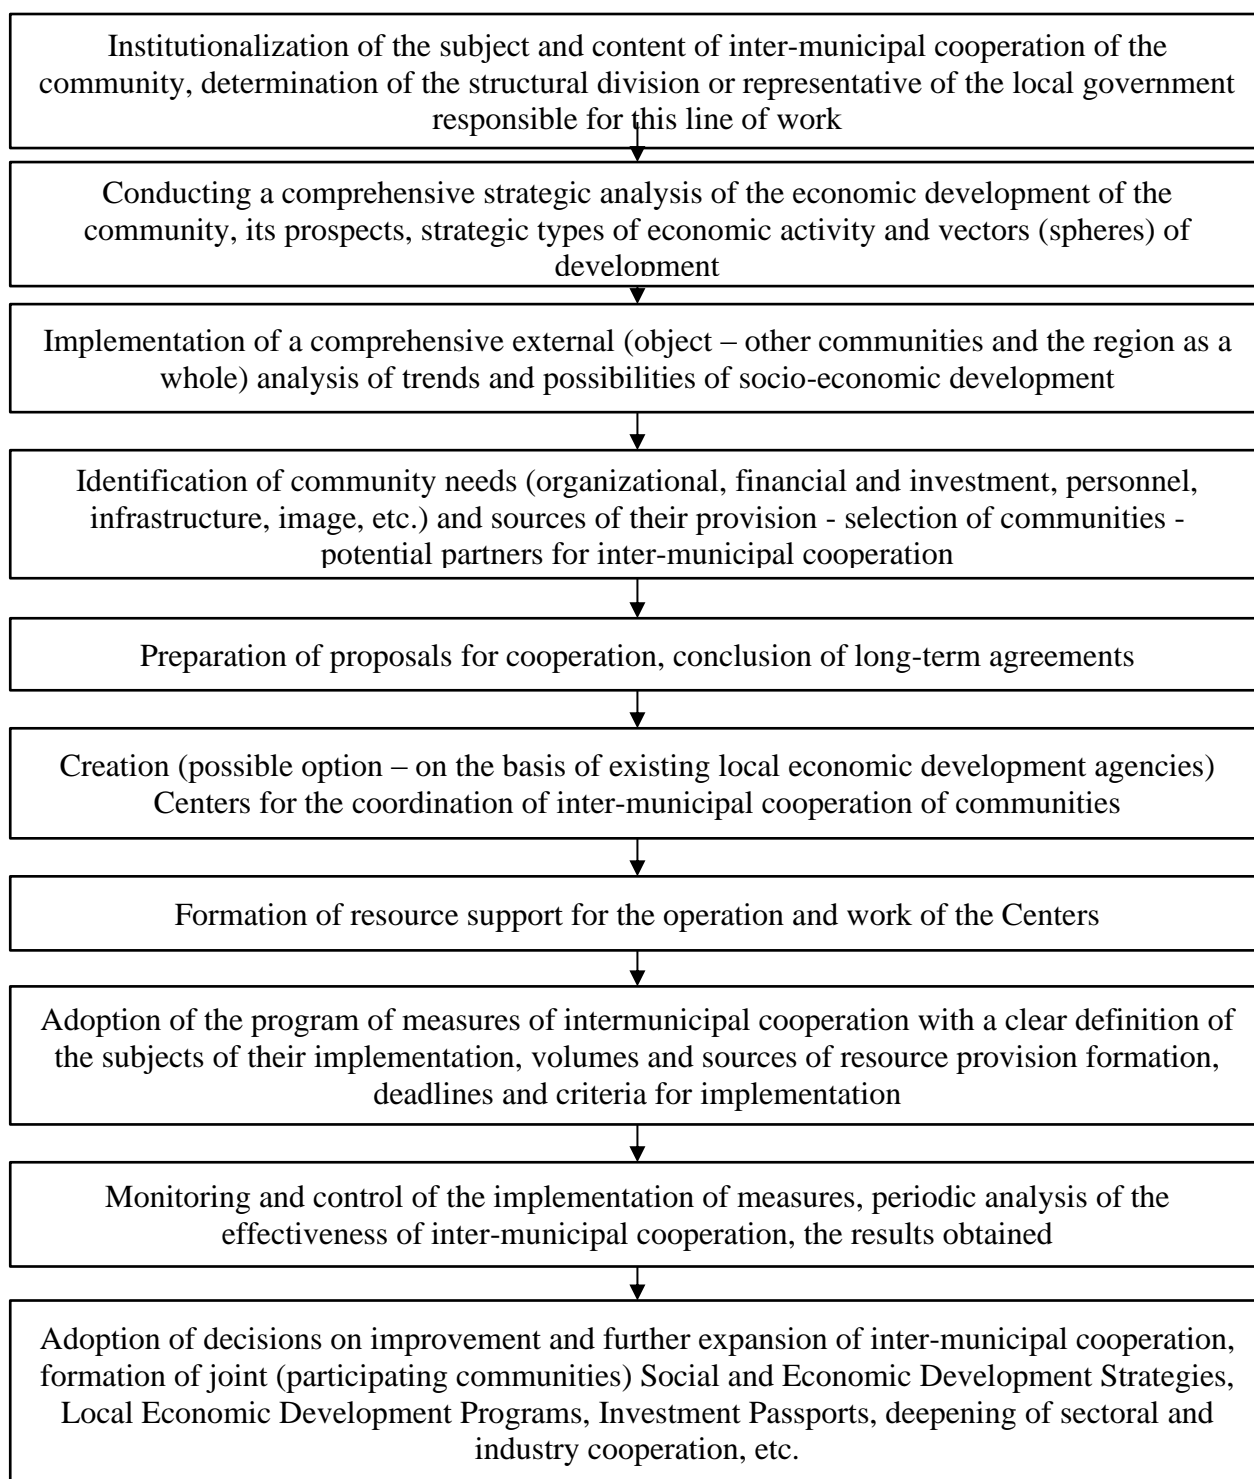 Institutionalization of the subject and content of inter-municipal cooperation of the
community, determination of the structural division or representative of the local government
responsible for this line of work
Conducting a comprehensive strategic analysis of the economic development of the
community, its prospects, strategic types of economic activity and vectors (spheres) of
development
Implementation of a comprehensive external (object – other communities and the region as a
whole) analysis of trends and possibilities of socio-economic development
Identification of community needs (organizational, financial and investment, personnel,
infrastructure, image, etc.) and sources of their provision - selection of communities -
potential partners for inter-municipal cooperation
Preparation of proposals for cooperation, conclusion of long-term agreements
Creation (possible option – on the basis of existing local economic development agencies)
Centers for the coordination of inter-municipal cooperation of communities
Formation of resource support for the operation and work of the Centers
Adoption of the program of measures of intermunicipal cooperation with a clear definition of
the subjects of their implementation, volumes and sources of resource provision formation,
deadlines and criteria for implementation
Monitoring and control of the implementation of measures, periodic analysis of the
effectiveness of inter-municipal cooperation, the results obtained
Adoption of decisions on improvement and further expansion of inter-municipal cooperation,
formation of joint (participating communities) Social and Economic Development Strategies,
Local Economic Development Programs, Investment Passports, deepening of sectoral and
industry cooperation, etc.